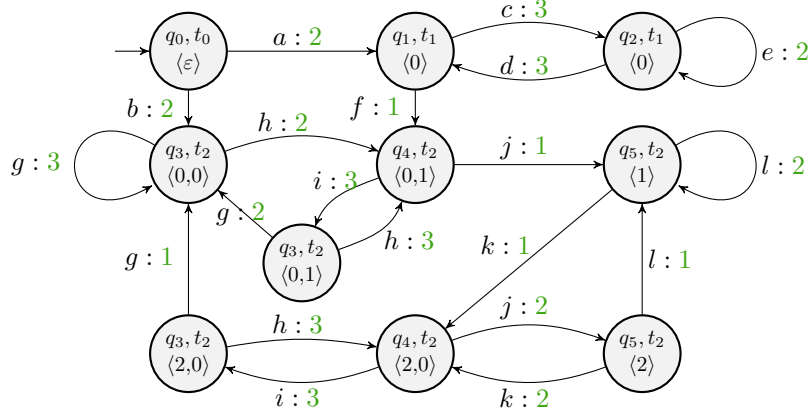 c : 3
q₀, t₀
⟨ε⟩
a : 2
q₁, t₁
⟨0⟩
d : 3
q₂, t₁
⟨0⟩
e : 2
b : 2
f : 1
g : 3
q₃, t₂
⟨0,0⟩
h : 2
q₄, t₂
⟨0,1⟩
j : 1
q₅, t₂
⟨1⟩
l : 2
i : 3
g : 2
q₃, t₂
⟨0,1⟩
h : 3
k : 1
g : 1
l : 1
q₃, t₂
⟨2,0⟩
h : 3
i : 3
q₄, t₂
⟨2,0⟩
j : 2
k : 2
q₅, t₂
⟨2⟩